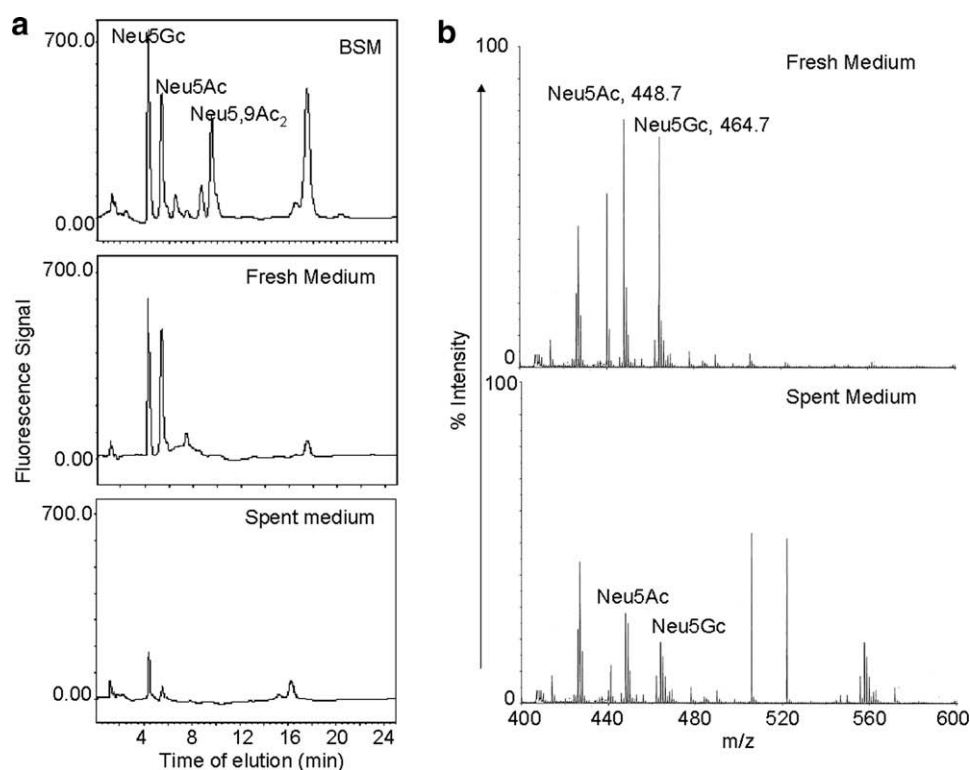 a
700.0
Neu5Gc
BSM
Neu5Ac
Neu5,9Ac₂
0.00
700.0
Fresh Medium
0.00
700.0
Spent medium
0.00
4 8 12 16 20 24
Time of elution (min)
Fluorescence Signal
b
100
Fresh Medium
Neu5Ac, 448.7
Neu5Gc, 464.7
0
100
Spent Medium
Neu5Ac
Neu5Gc
0
400 440 480 520 560 600
m/z
% Intensity